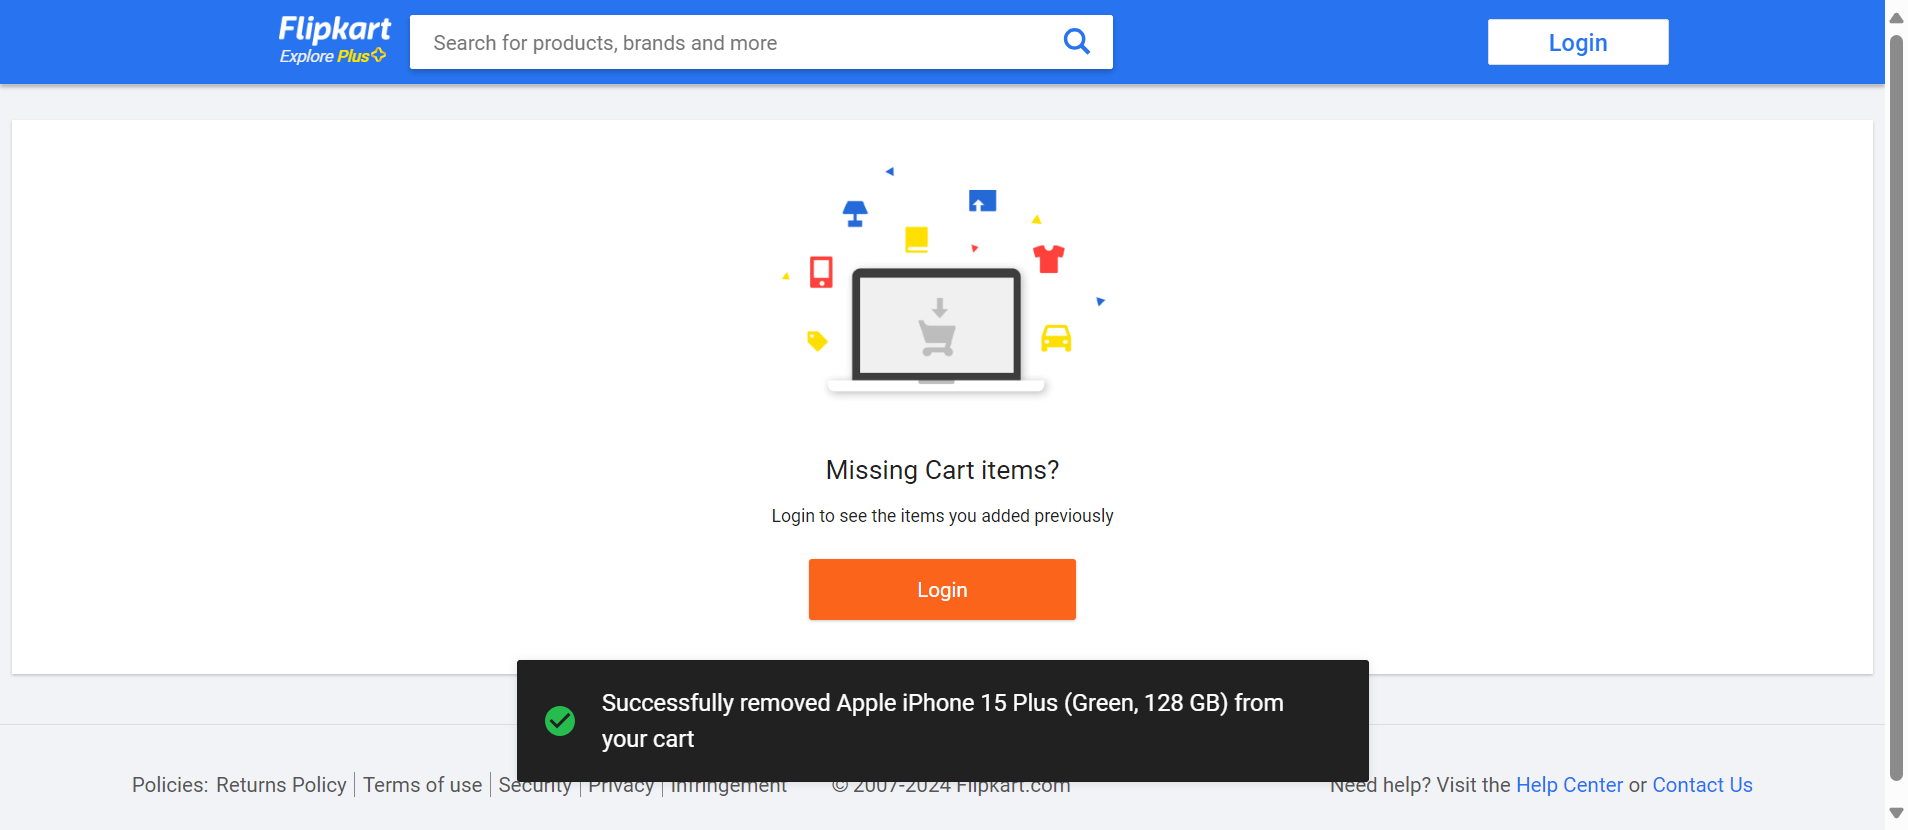 Flipkart
Explore Plus
Search for products, brands and more
Login
Missing Cart items?
Login to see the items you added previously
Login
Successfully removed Apple iPhone 15 Plus (Green, 128 GB) from
your cart
Policies: Returns Policy Terms of use Security Privacy Infringement © 2007-2024 Flipkart.com Need help? Visit the Help Center or Contact Us